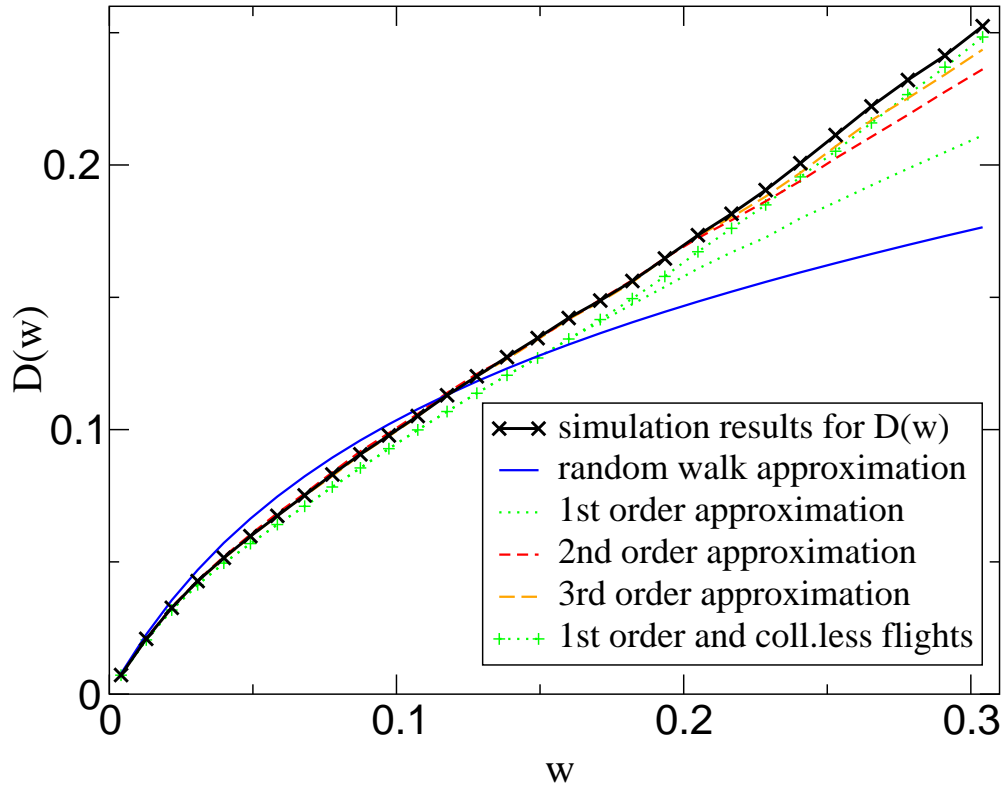 0.2
0.1
0
D(w)
simulation results for D(w)
random walk approximation
1st order approximation
2nd order approximation
3rd order approximation
1st order and coll.less flights
0
0.1
0.2
0.3
w